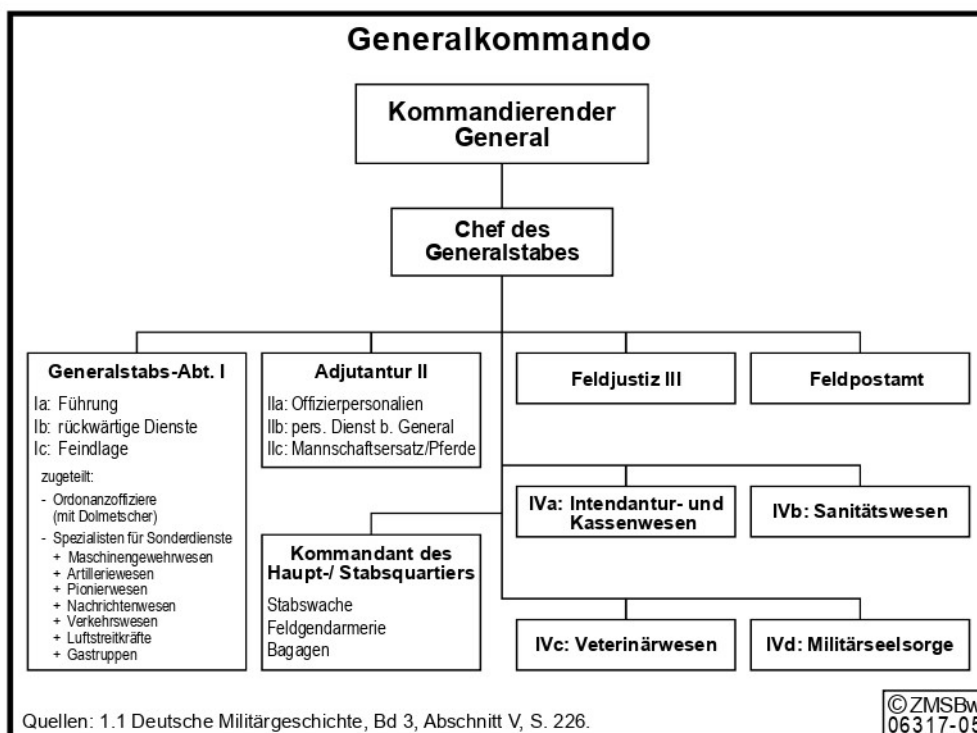 Generalkommando
Kommandierender
General
Chef des
Generalstabes
Generalstabs-Abt. I
Ia: Führung
Ib: rückwärtige Dienste
Ic: Feindlage
zugeteilt:
- Ordonanzoffiziere
(mit Dolmetscher)
- Spezialisten für Sonderdienste
+ Maschinengewehrwesen
+ Artilleriewesen
+ Pionierwesen
+ Nachrichtenwesen
+ Verkehrswesen
+ Luftstreitkräfte
+ Gastruppen
Adjutantur II
IIa: Offizierpersonalien
IIb: pers. Dienst b. General
IIc: Mannschaftsersatz/Pferde
Feldjustiz III
Feldpostamt
IVa: Intendantur- und
Kassenwesen
IVb: Sanitätswesen
Kommandant des
Haupt-/ Stabsquartiers
Stabswache
Feldgendarmerie
Bagagen
IVc: Veterinärwesen
IVd: Militärseelsorge
Quellen: 1.1 Deutsche Militärgeschichte, Bd 3, Abschnitt V, S. 226.
©ZMSBw
06317-05